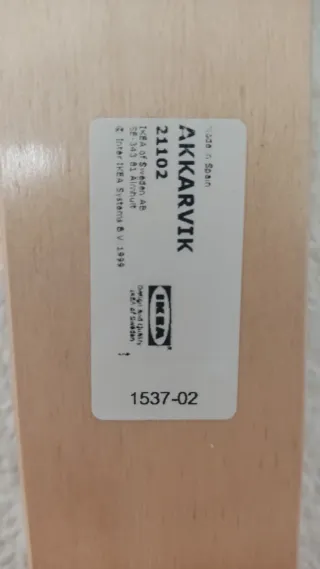 Made in Spain
AKKARVIK
21102
IKEA of Sweden AB
SE-343 81 Älmhult
© Inter IKEA Systems B.V. 1999
IKEA®
Design and Quality
IKEA of Sweden
1537-02